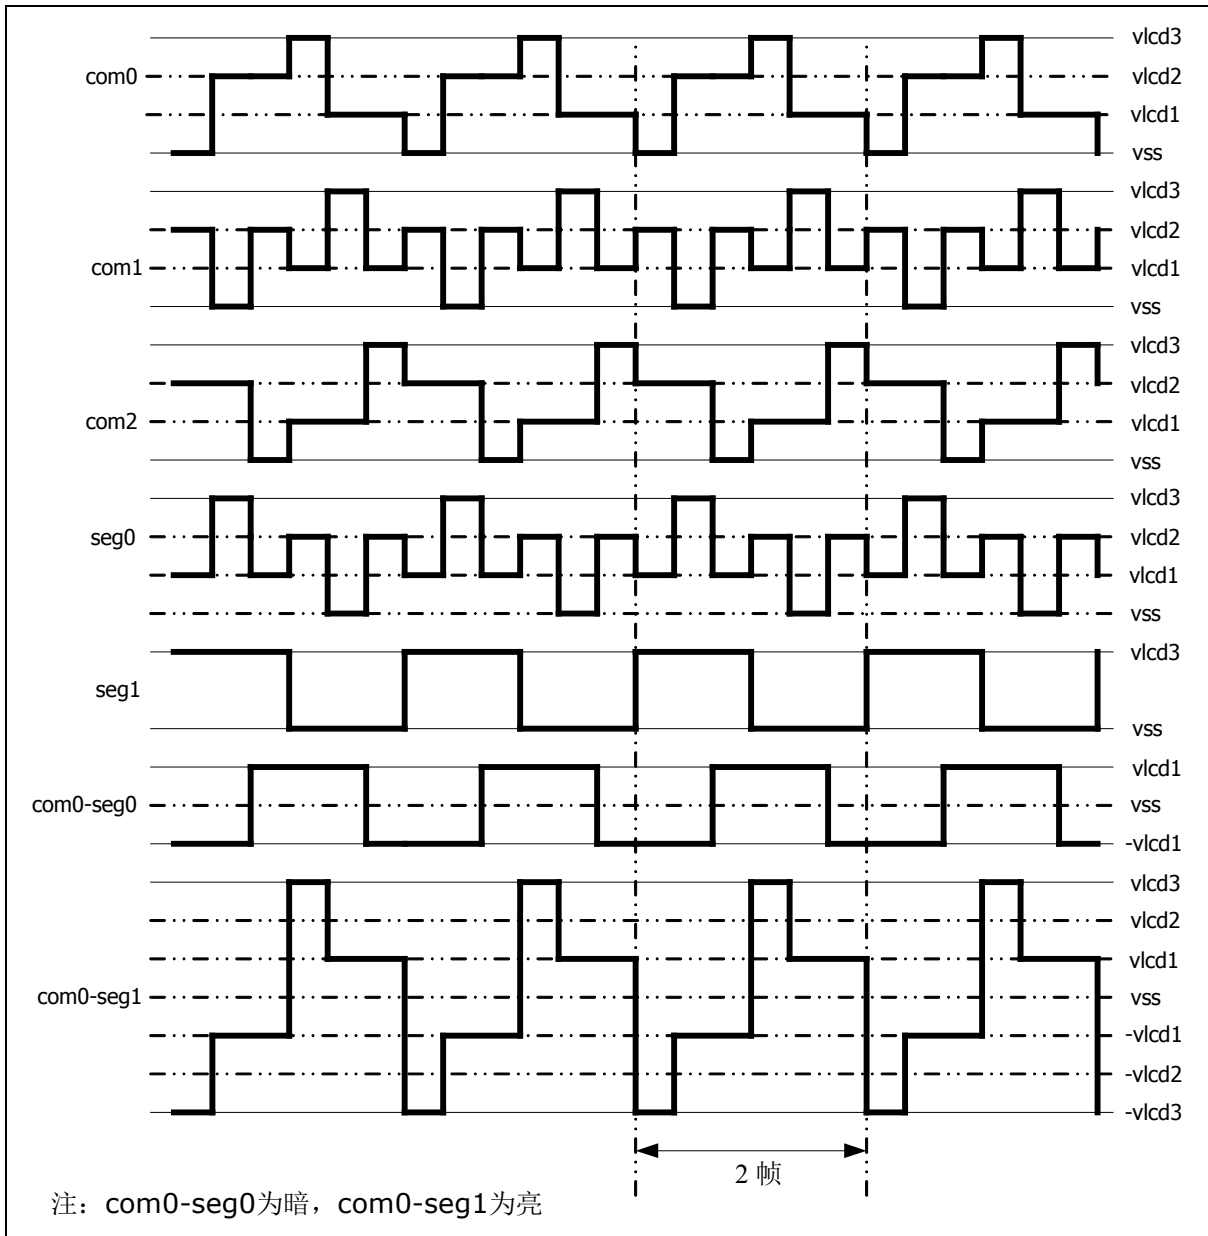 vlcd3
com0
vlcd2
vlcd1
vss
vlcd3
vlcd2
com1
vlcd1
vss
vlcd3
vlcd2
com2
vlcd1
vss
vlcd3
seg0
vlcd2
vlcd1
vss
vlcd3
seg1
vss
vlcd1
com0-seg0
vss
-vlcd1
vlcd3
vlcd2
vlcd1
com0-seg1
vss
-vlcd1
-vlcd2
-vlcd3
2 帧
注：com0-seg0为暗，com0-seg1为亮